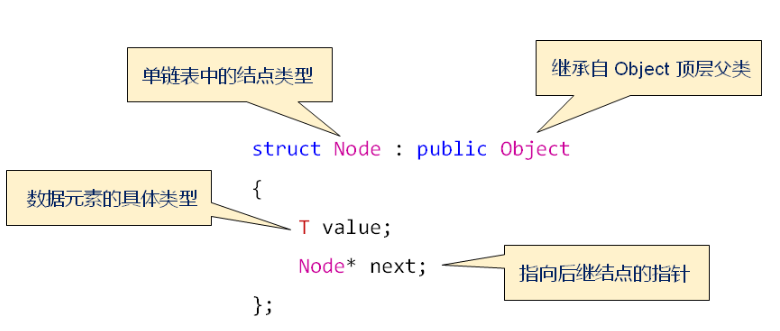 单链表中的结点类型
继承自 Object 顶层父类
struct Node : public Object
{
数据元素的具体类型
T value;
Node* next;
指向后继结点的指针
};